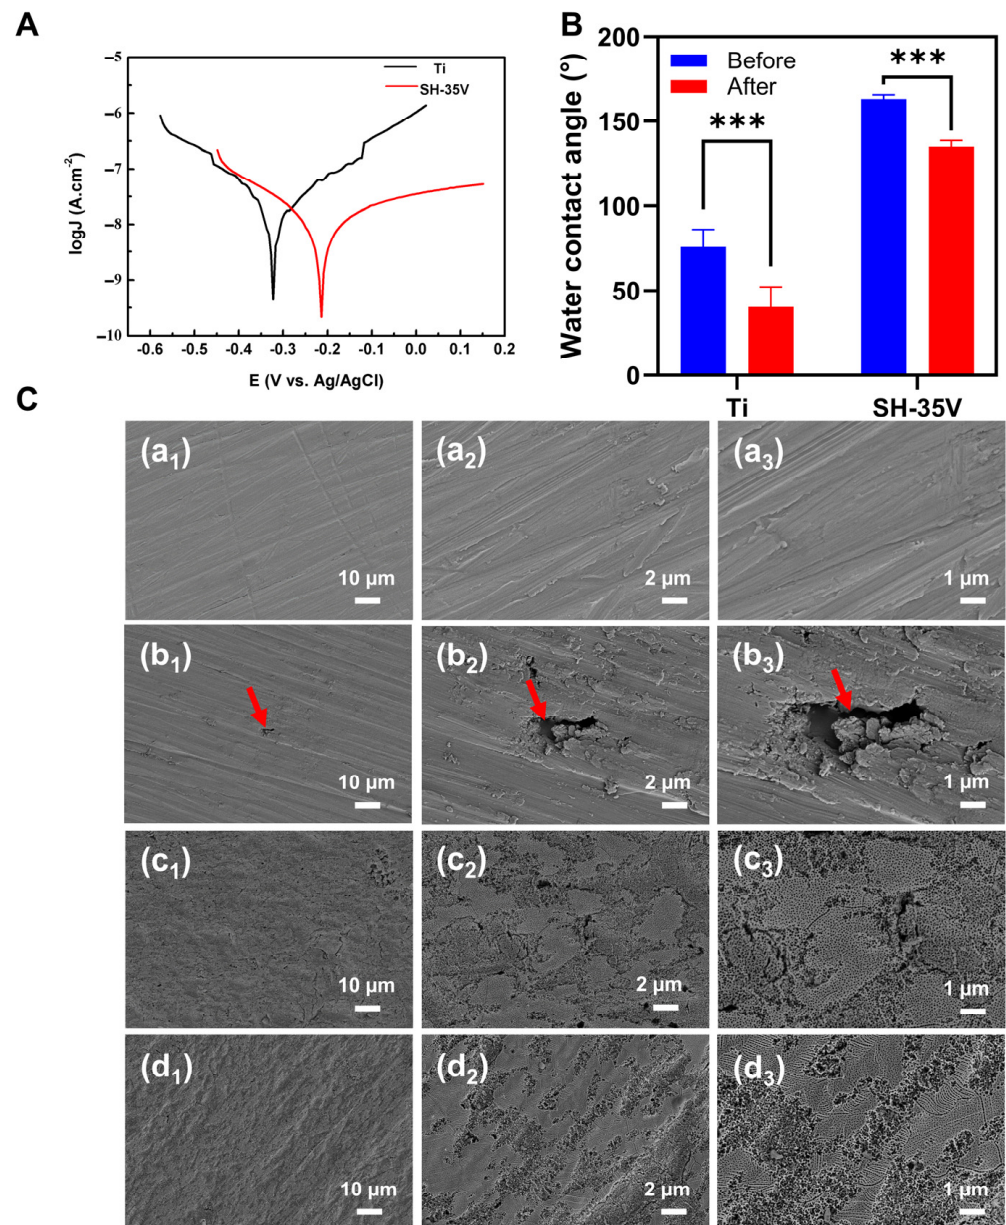 A
−5
−6
−7
−8
−9
−10
logJ (A.cm⁻²)
Ti
SH-35V
-0.6 -0.5 -0.4 -0.3 -0.2 -0.1 0.0 0.1 0.2
E (V vs. Ag/AgCl)
B
200
150
100
50
0
Water contact angle (°)
Before
After
***
***
Ti SH-35V
C
(a₁) (a₂) (a₃)
10 µm 2 µm 1 µm
(b₁) (b₂) (b₃)
10 µm 2 µm 1 µm
(c₁) (c₂) (c₃)
10 µm 2 µm 1 µm
(d₁) (d₂) (d₃)
10 µm 2 µm 1 µm